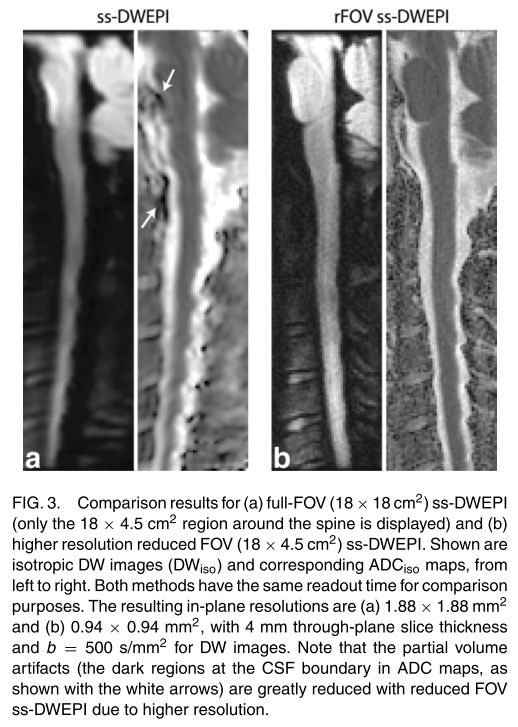 ss-DWEPI
rFOV ss-DWEPI
a
b
FIG. 3. Comparison results for (a) full-FOV (18 × 18 cm²) ss-DWEPI
(only the 18 × 4.5 cm² region around the spine is displayed) and (b)
higher resolution reduced FOV (18 × 4.5 cm²) ss-DWEPI. Shown are
isotropic DW images (DWiso) and corresponding ADCiso maps, from
left to right. Both methods have the same readout time for comparison
purposes. The resulting in-plane resolutions are (a) 1.88 × 1.88 mm²
and (b) 0.94 × 0.94 mm², with 4 mm through-plane slice thickness
and b = 500 s/mm² for DW images. Note that the partial volume
artifacts (the dark regions at the CSF boundary in ADC maps, as
shown with the white arrows) are greatly reduced with reduced FOV
ss-DWEPI due to higher resolution.